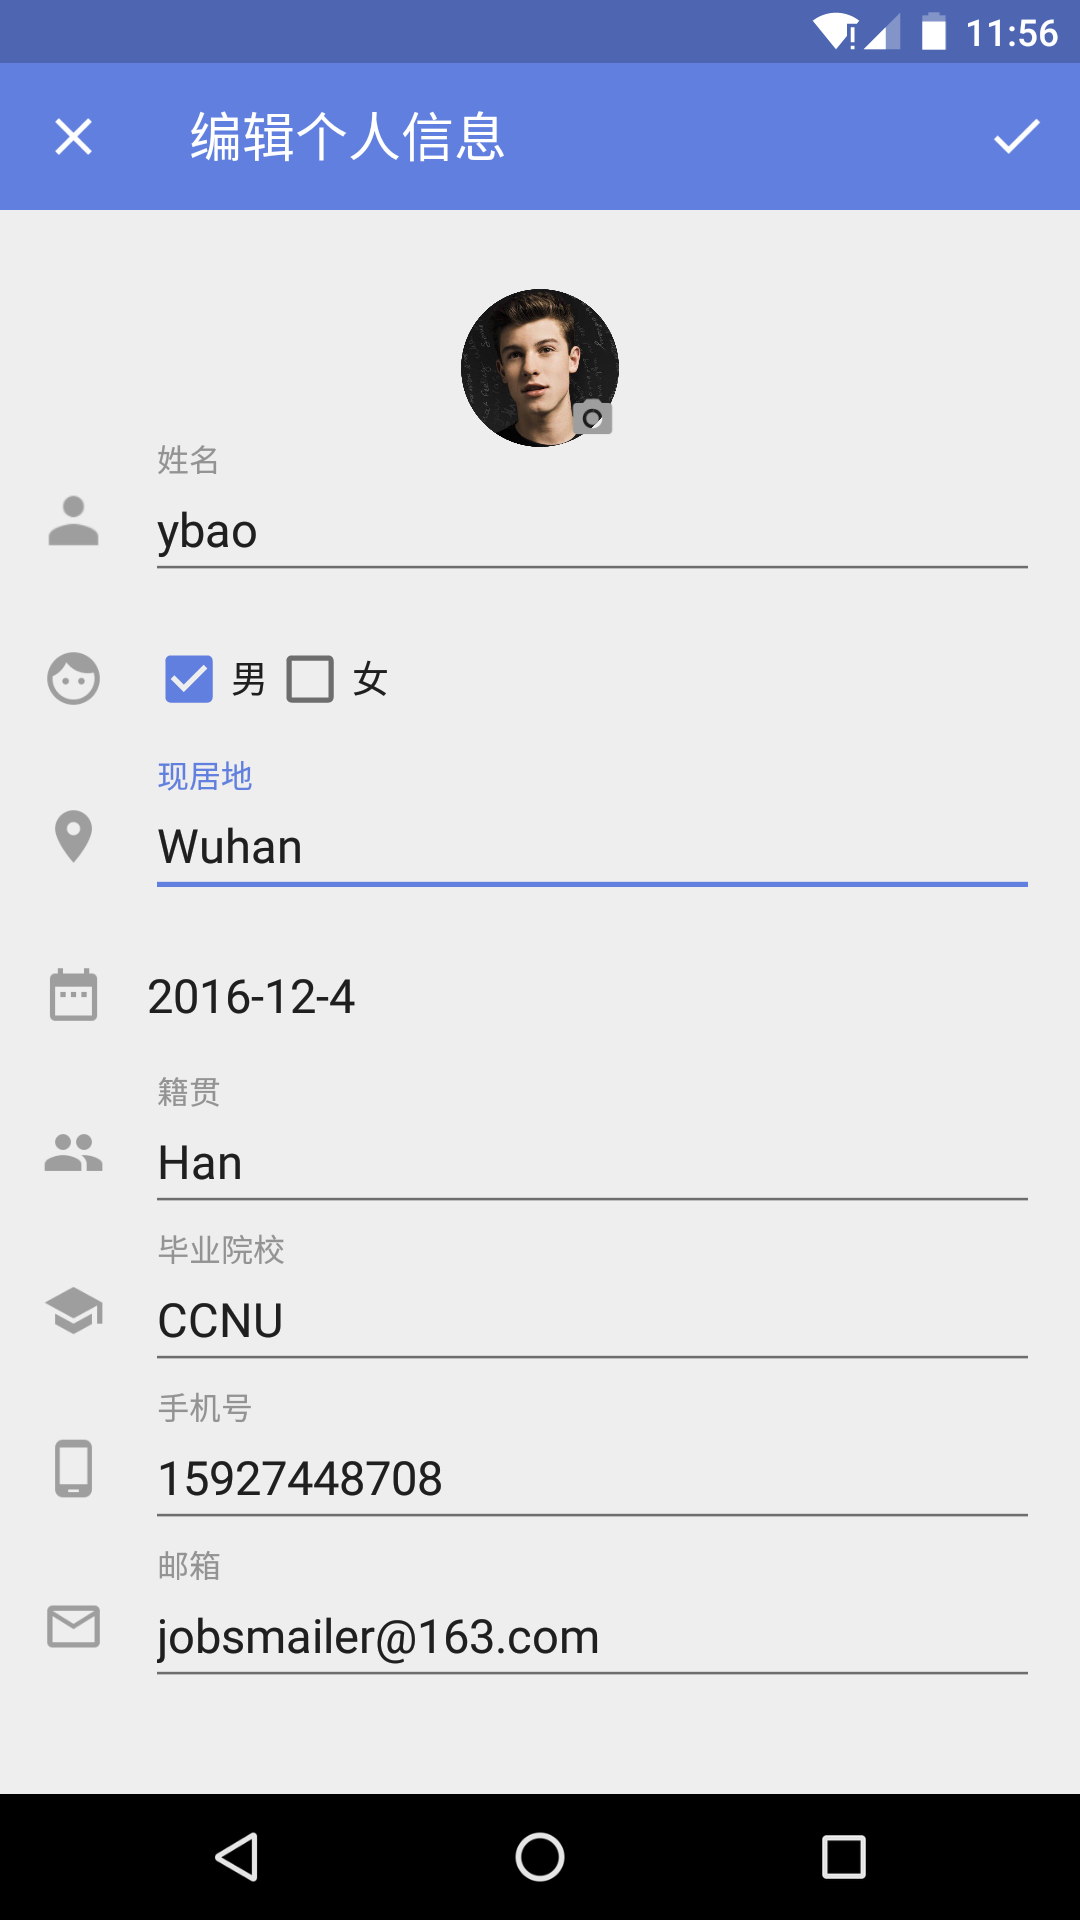 11:56
编辑个人信息
姓名
ybao
男 女
现居地
Wuhan
2016-12-4
籍贯
Han
毕业院校
CCNU
手机号
15927448708
邮箱
jobsmailer@163.com